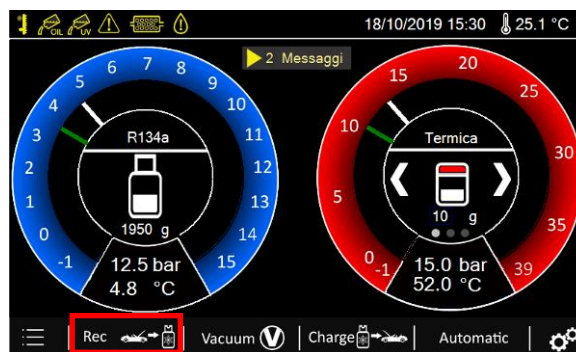 OIL UV 18/10/2019 15:30 25.1 °C
2 Messaggi
-1 0 1 2 3 4 5 6 7 8 9 10 11 12 13 14 15
R134a
1950 g
12.5 bar
4.8 °C
-1 0 5 10 15 20 25 30 35 39
Termica
10 g
15.0 bar
52.0 °C
Rec Vacuum V Charge Automatic